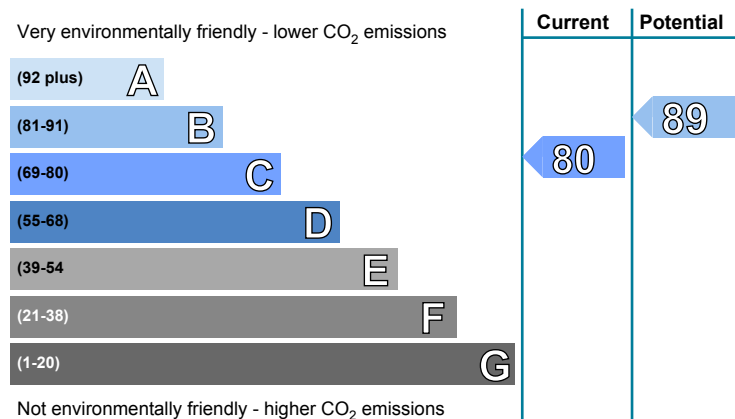 Very environmentally friendly - lower CO₂ emissions
Current
Potential
(92 plus) A
(81-91) B
(69-80) C
(55-68) D
(39-54 E
(21-38) F
(1-20) G
80
89
Not environmentally friendly - higher CO₂ emissions